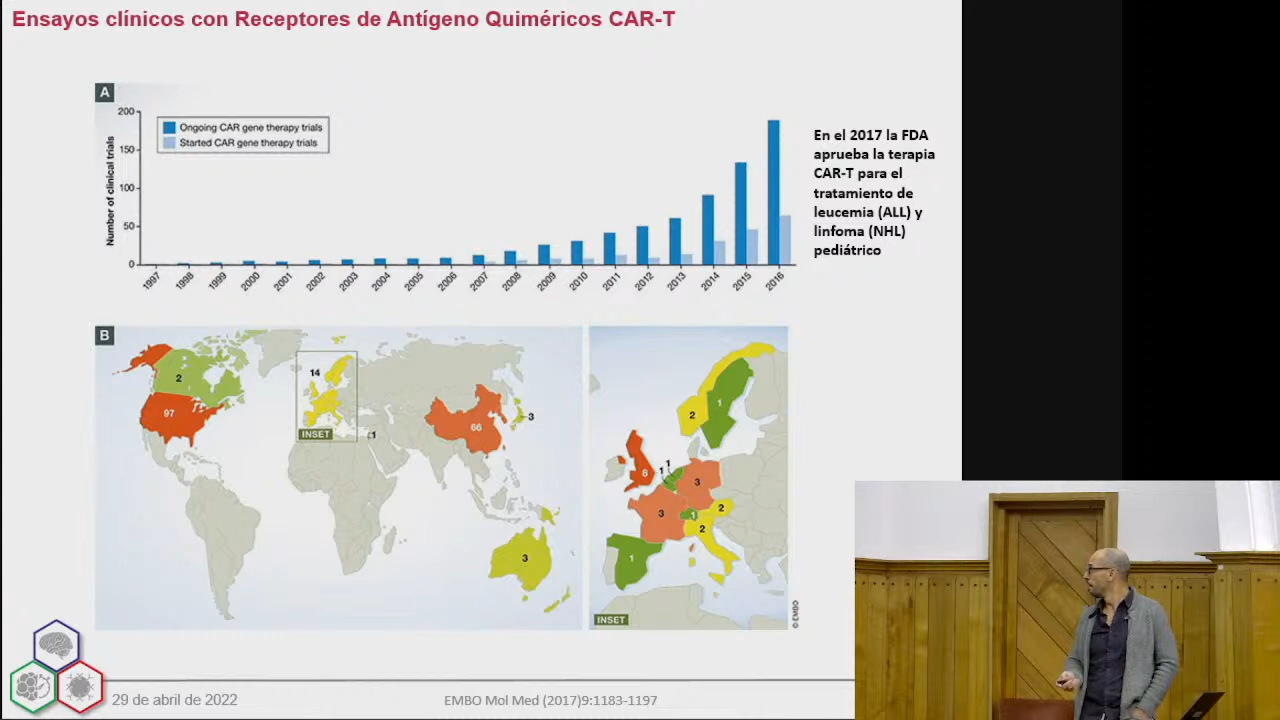 Ensayos clínicos con Receptores de Antígeno Quiméricos CAR-T
A
200
150
100
50
0
Number of clinical trials
Ongoing CAR gene therapy trials
Started CAR gene therapy trials
1997
1998
1999
2000
2001
2002
2003
2004
2005
2006
2007
2008
2009
2010
2011
2012
2013
2014
2015
2016
En el 2017 la FDA
aprueba la terapia
CAR-T para el
tratamiento de
leucemia (ALL) y
linfoma (NHL)
pediátrico
B
2
97
14
INSET
1
66
3
3
1
2
8
1
1
3
3
1
2
2
1
INSET
© EMBO
29 de abril de 2022
EMBO Mol Med (2017)9:1183-1197